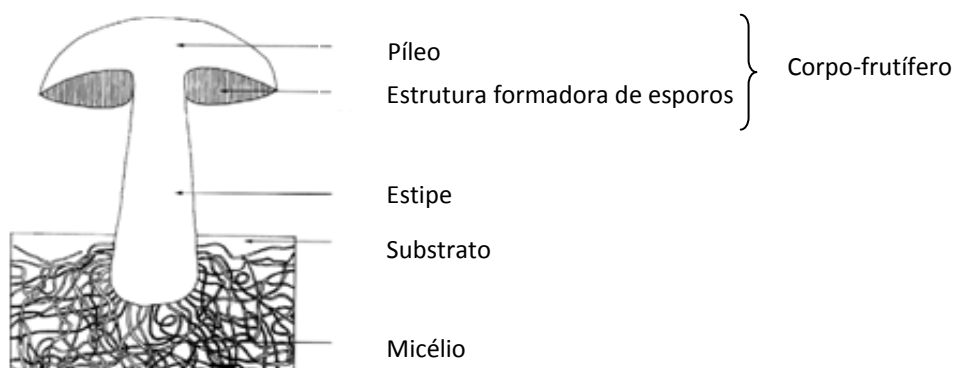 Píleo
Corpo-frutífero
Estrutura formadora de esporos
Estipe
Substrato
Micélio